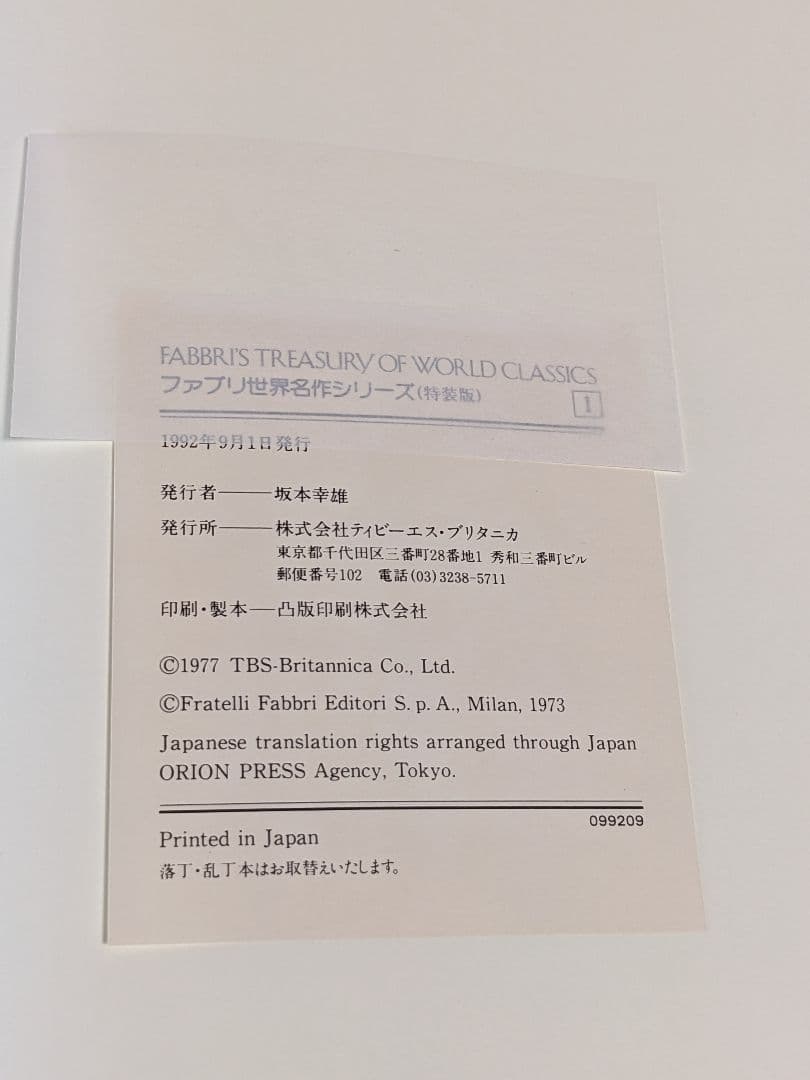 FABBRI'S TREASURY OF WORLD CLASSICS
ファブリ世界名作シリーズ(特装版) 1
1992年9月1日発行
発行者――坂本幸雄
発行所――株式会社ティビーエス・ブリタニカ
東京都千代田区三番町28番地1 秀和三番町ビル
郵便番号102 電話(03)3238-5711
印刷・製本―凸版印刷株式会社
©1977 TBS-Britannica Co., Ltd.
©Fratelli Fabbri Editori S. p. A., Milan, 1973
Japanese translation rights arranged through Japan
ORION PRESS Agency, Tokyo.
099209
Printed in Japan
落丁・乱丁本はお取替えいたします。